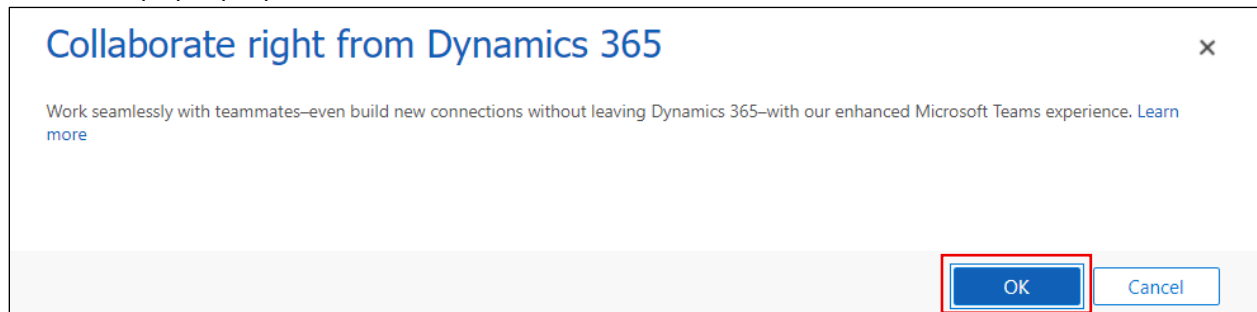 Collaborate right from Dynamics 365
Work seamlessly with teammates–even build new connections without leaving Dynamics 365–with our enhanced Microsoft Teams experience. Learn
more
OK Cancel